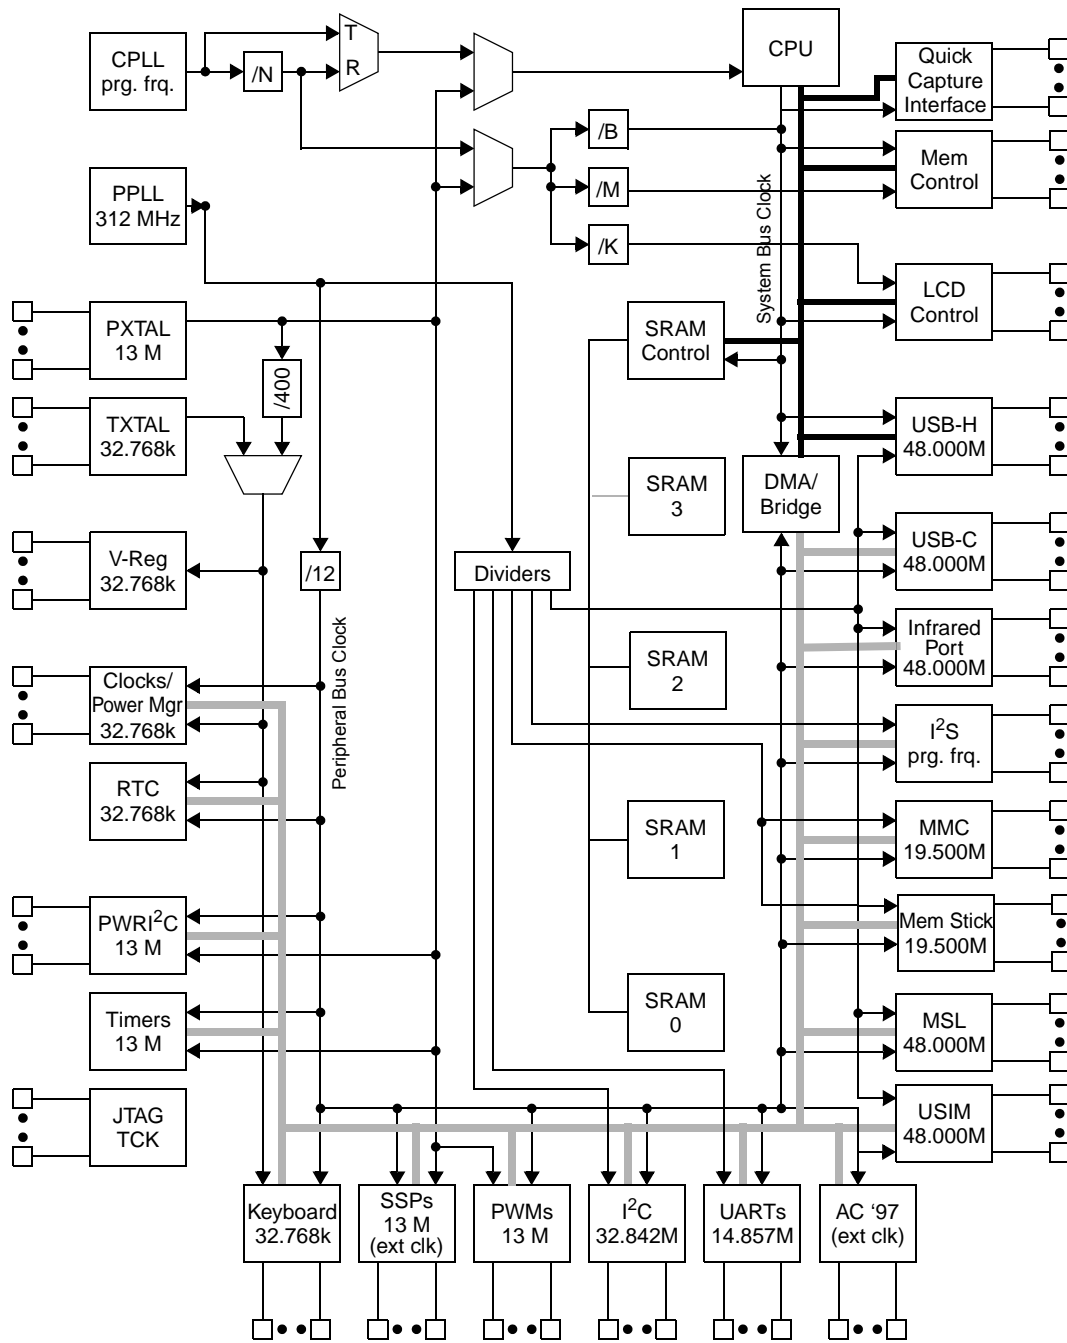 CPLL
prg. frq.
/N
T
R
CPU
Quick
Capture
Interface
/B
Mem
Control
PPLL
312 MHz
/M
/K
System Bus Clock
LCD
Control
PXTAL
13 M
SRAM
Control
/400
TXTAL
32.768k
USB-H
48.000M
SRAM
3
DMA/
Bridge
USB-C
48.000M
V-Reg
32.768k
/12
Dividers
Infrared
Port
48.000M
Peripheral Bus Clock
SRAM
2
Clocks/
Power Mgr
32.768k
I²S
prg. frq.
RTC
32.768k
SRAM
1
MMC
19.500M
PWRI²C
13 M
Mem Stick
19.500M
Timers
13 M
SRAM
0
MSL
48.000M
JTAG
TCK
USIM
48.000M
Keyboard
32.768k
SSPs
13 M
(ext clk)
PWMs
13 M
I²C
32.842M
UARTs
14.857M
AC ‘97
(ext clk)